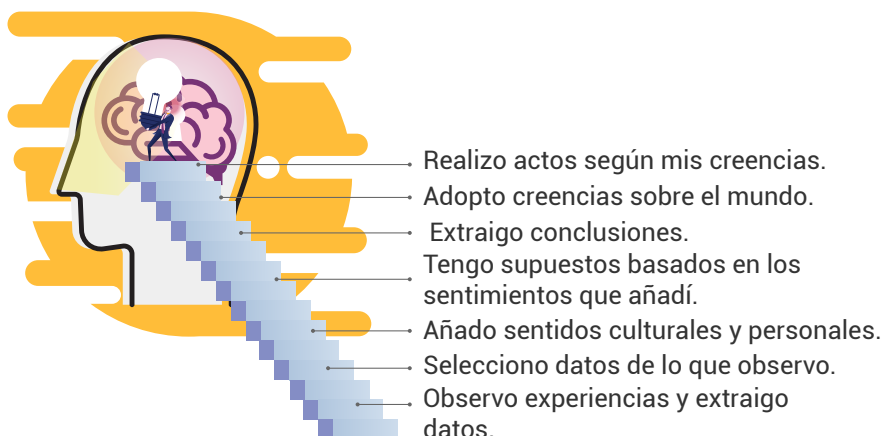 Realizo actos según mis creencias.
Adopto creencias sobre el mundo.
Extraigo conclusiones.
Tengo supuestos basados en los
sentimientos que añadí.
Añado sentidos culturales y personales.
Selecciono datos de lo que observo.
Observo experiencias y extraigo
datos.